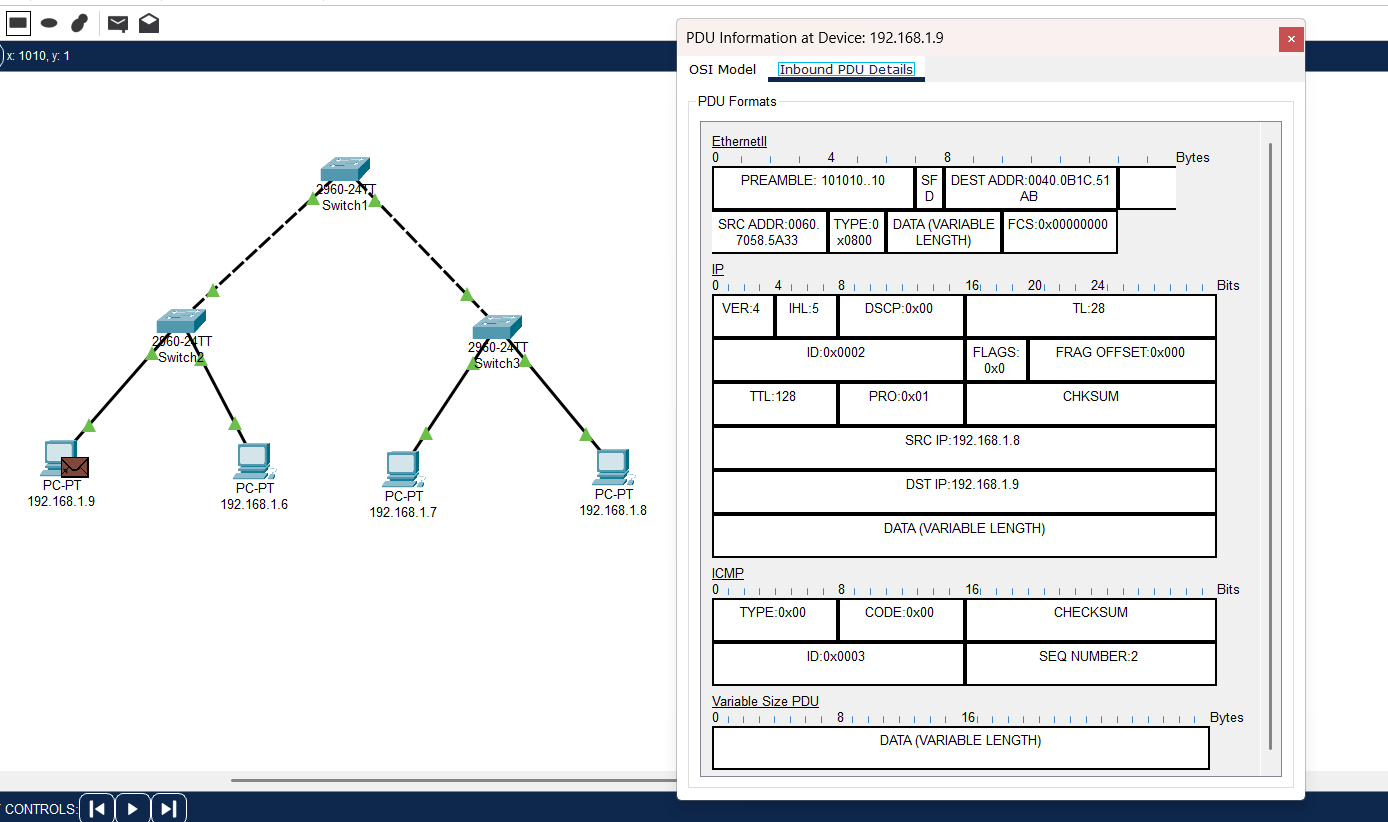 x: 1010, y: 1
2960-24TT
Switch1
2960-24TT
Switch2
2960-24TT
Switch3
PC-PT
192.168.1.9
PC-PT
192.168.1.6
PC-PT
192.168.1.7
PC-PT
192.168.1.8
CONTROLS:
PDU Information at Device: 192.168.1.9
OSI Model Inbound PDU Details
PDU Formats
EthernetII
0 4 8 Bytes
PREAMBLE: 101010..10 SF DEST ADDR:0040.0B1C.51
D AB
SRC ADDR:0060. TYPE:0 DATA (VARIABLE FCS:0x00000000
7058.5A33 x0800 LENGTH)
IP
0 4 8 16 20 24 Bits
VER:4 IHL:5 DSCP:0x00 TL:28
ID:0x0002 FLAGS: FRAG OFFSET:0x000
0x0
TTL:128 PRO:0x01 CHKSUM
SRC IP:192.168.1.8
DST IP:192.168.1.9
DATA (VARIABLE LENGTH)
ICMP
0 8 16 Bits
TYPE:0x00 CODE:0x00 CHECKSUM
ID:0x0003 SEQ NUMBER:2
Variable Size PDU
0 8 16 Bytes
DATA (VARIABLE LENGTH)